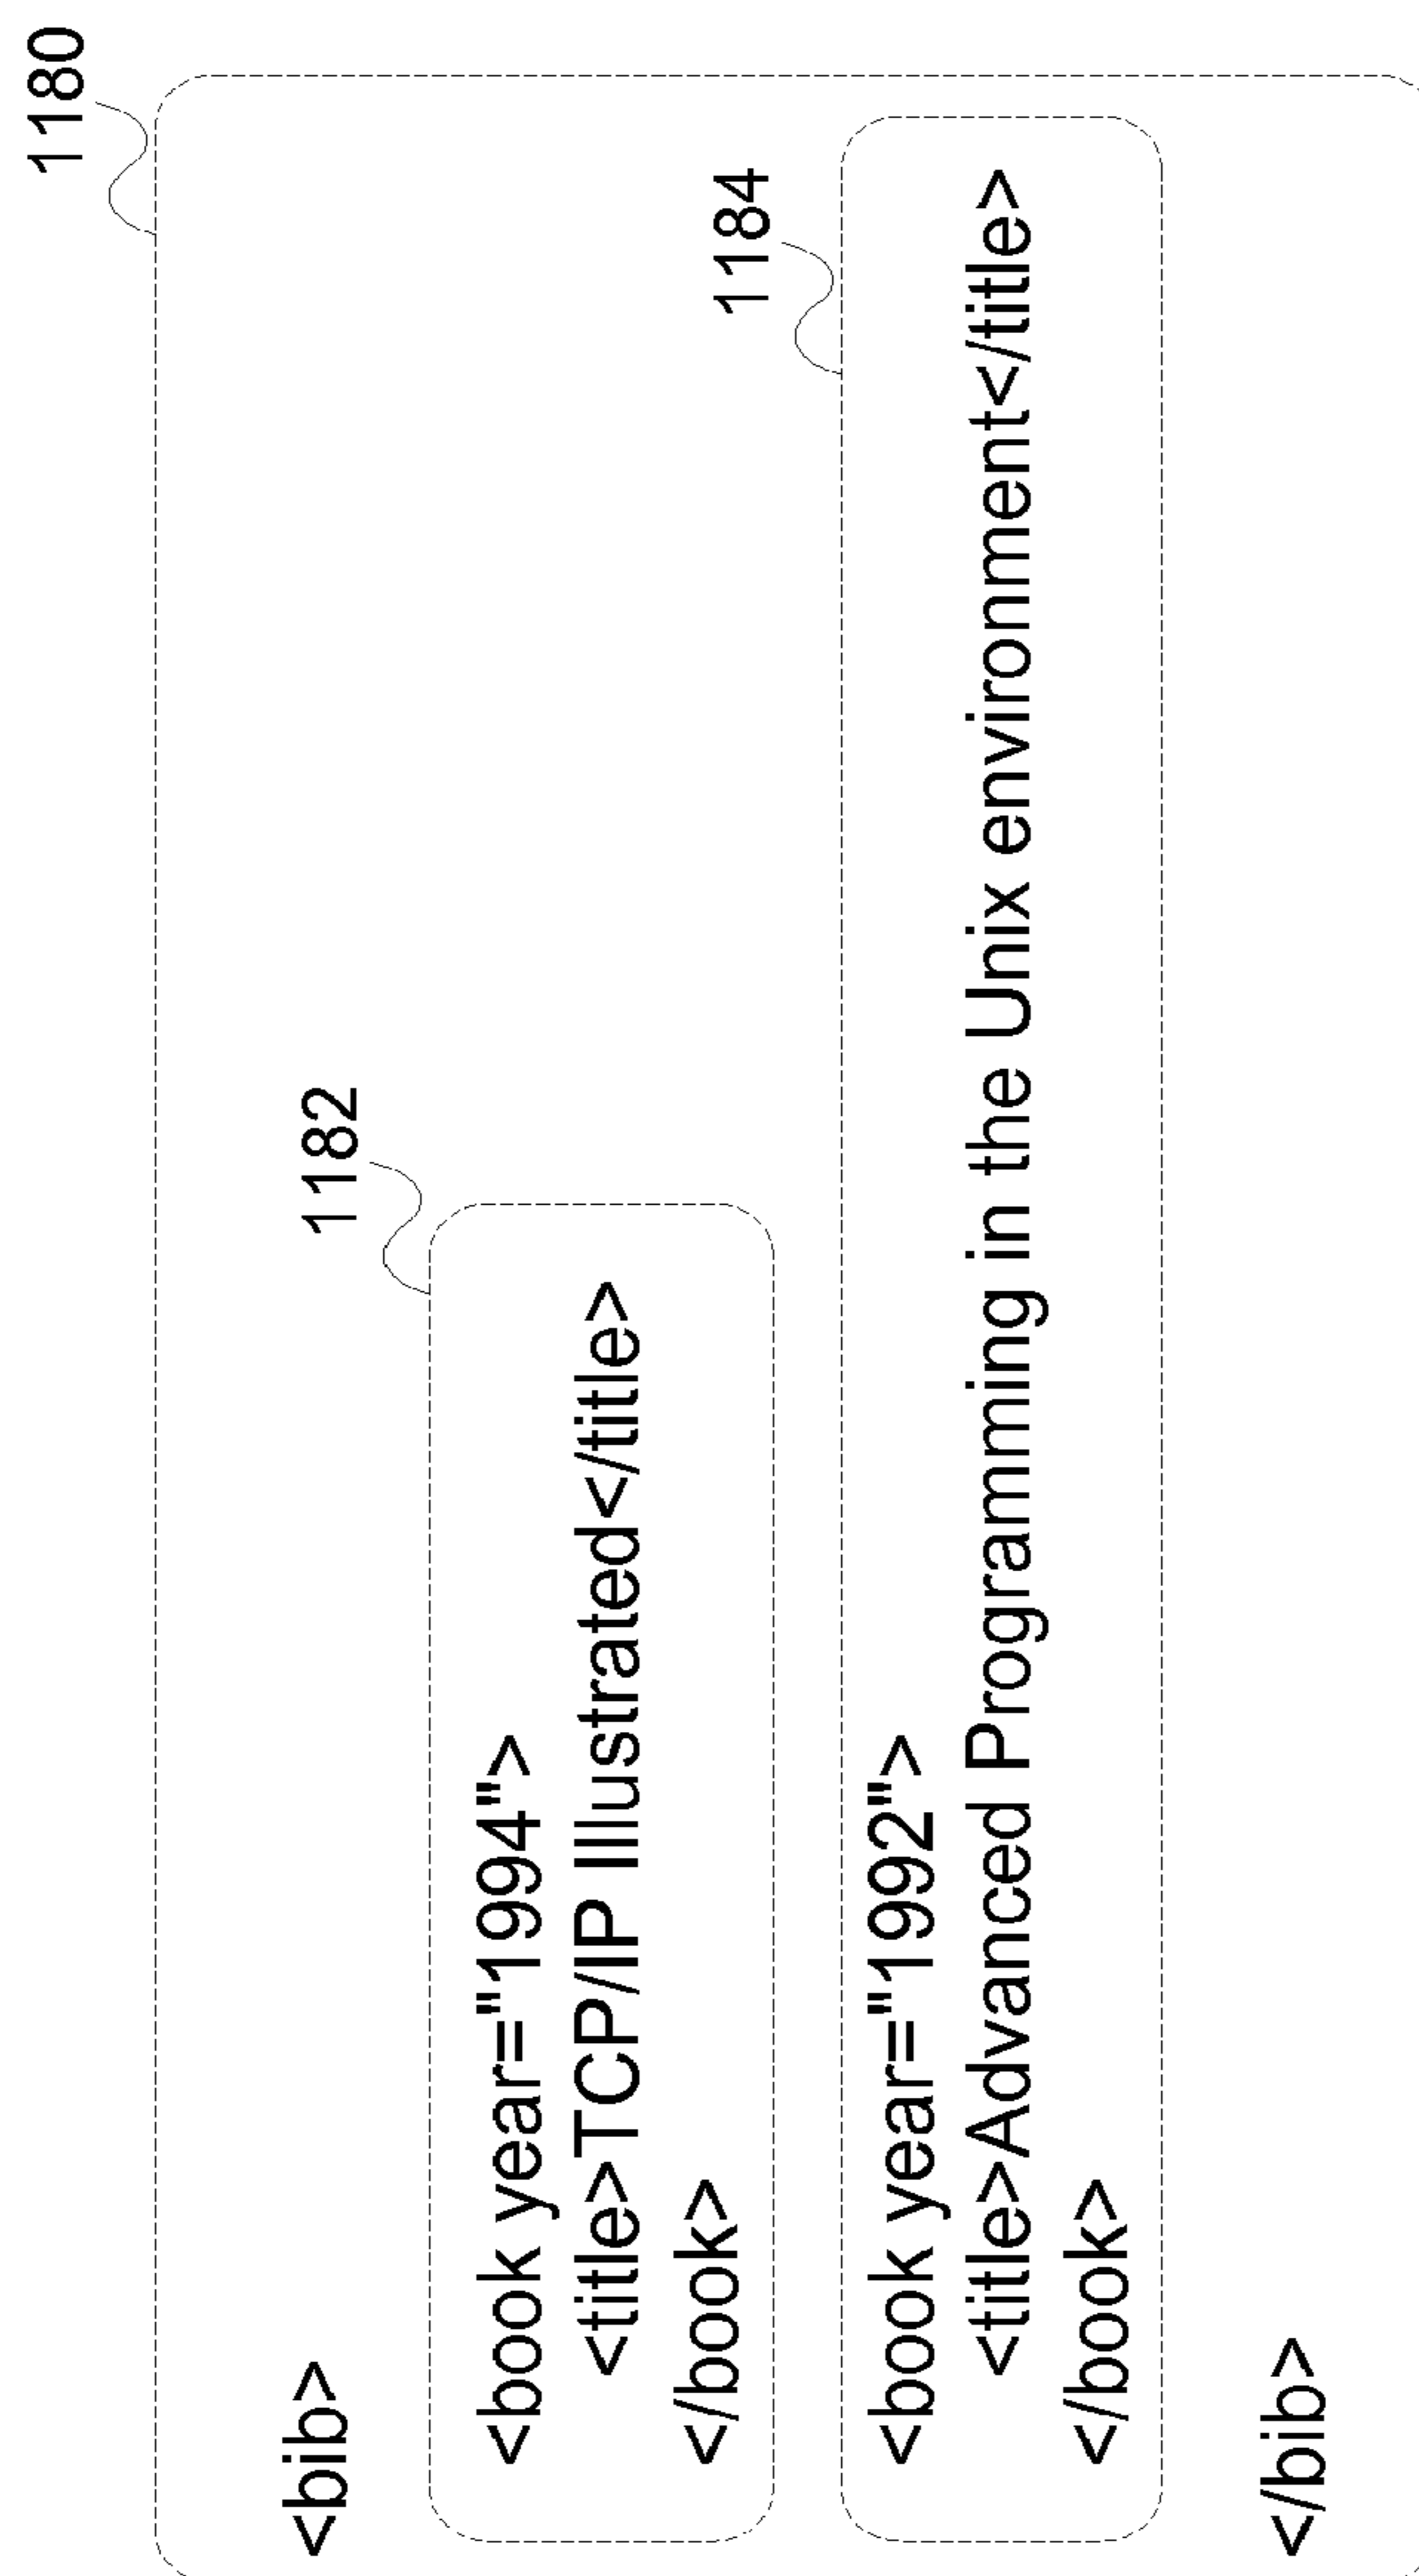 1180
<bib>
1182
<book year="1994">
<title>TCP/IP Illustrated</title>
</book>
1184
<book year="1992">
<title>Advanced Programming in the Unix environment</title>
</book>
</bib>